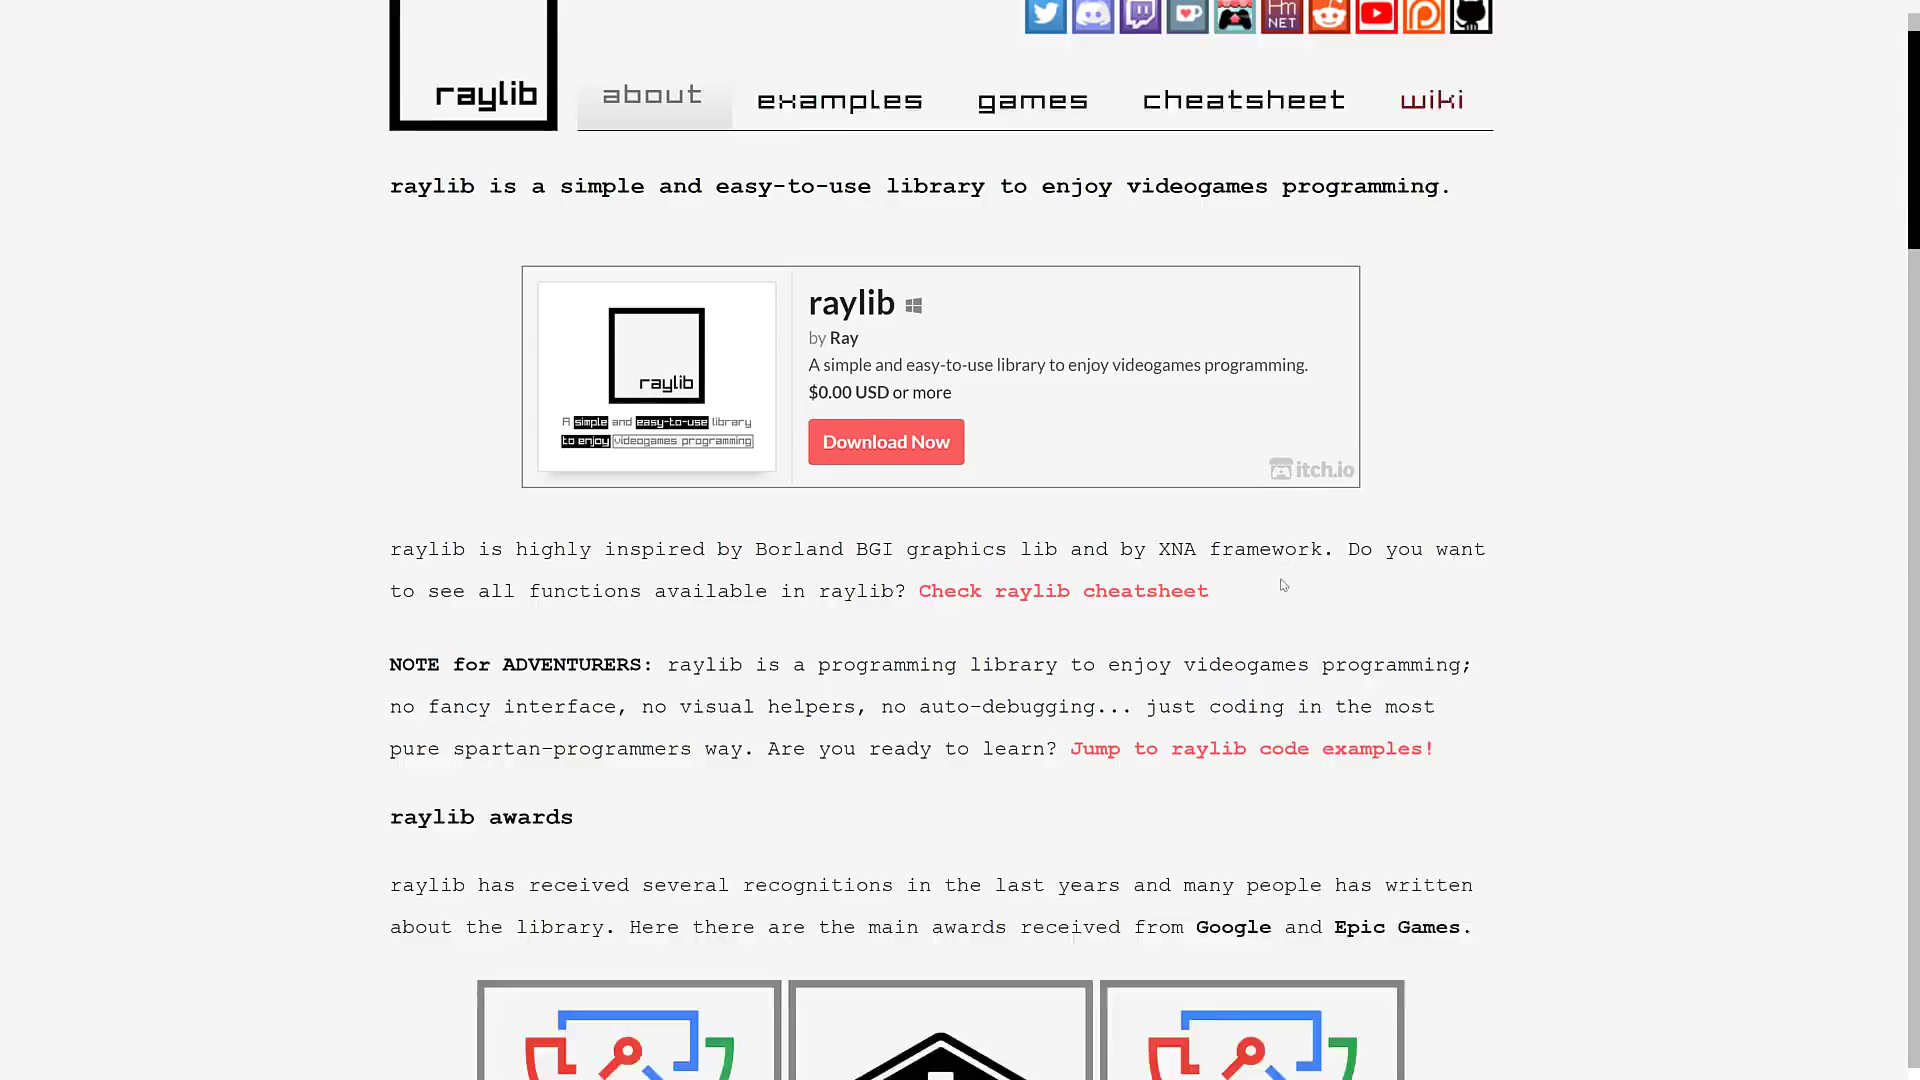 raylib
about
examples
games
cheatsheet
wiki
Hm
NET
raylib is a simple and easy-to-use library to enjoy videogames programming.
raylib
A simple and easy-to-use library
to enjoy videogames programming
raylib
by Ray
A simple and easy-to-use library to enjoy videogames programming.
$0.00 USD or more
Download Now
itch.io
raylib is highly inspired by Borland BGI graphics lib and by XNA framework. Do you want
to see all functions available in raylib? Check raylib cheatsheet
NOTE for ADVENTURERS: raylib is a programming library to enjoy videogames programming;
no fancy interface, no visual helpers, no auto-debugging... just coding in the most
pure spartan-programmers way. Are you ready to learn? Jump to raylib code examples!
raylib awards
raylib has received several recognitions in the last years and many people has written
about the library. Here there are the main awards received from Google and Epic Games.